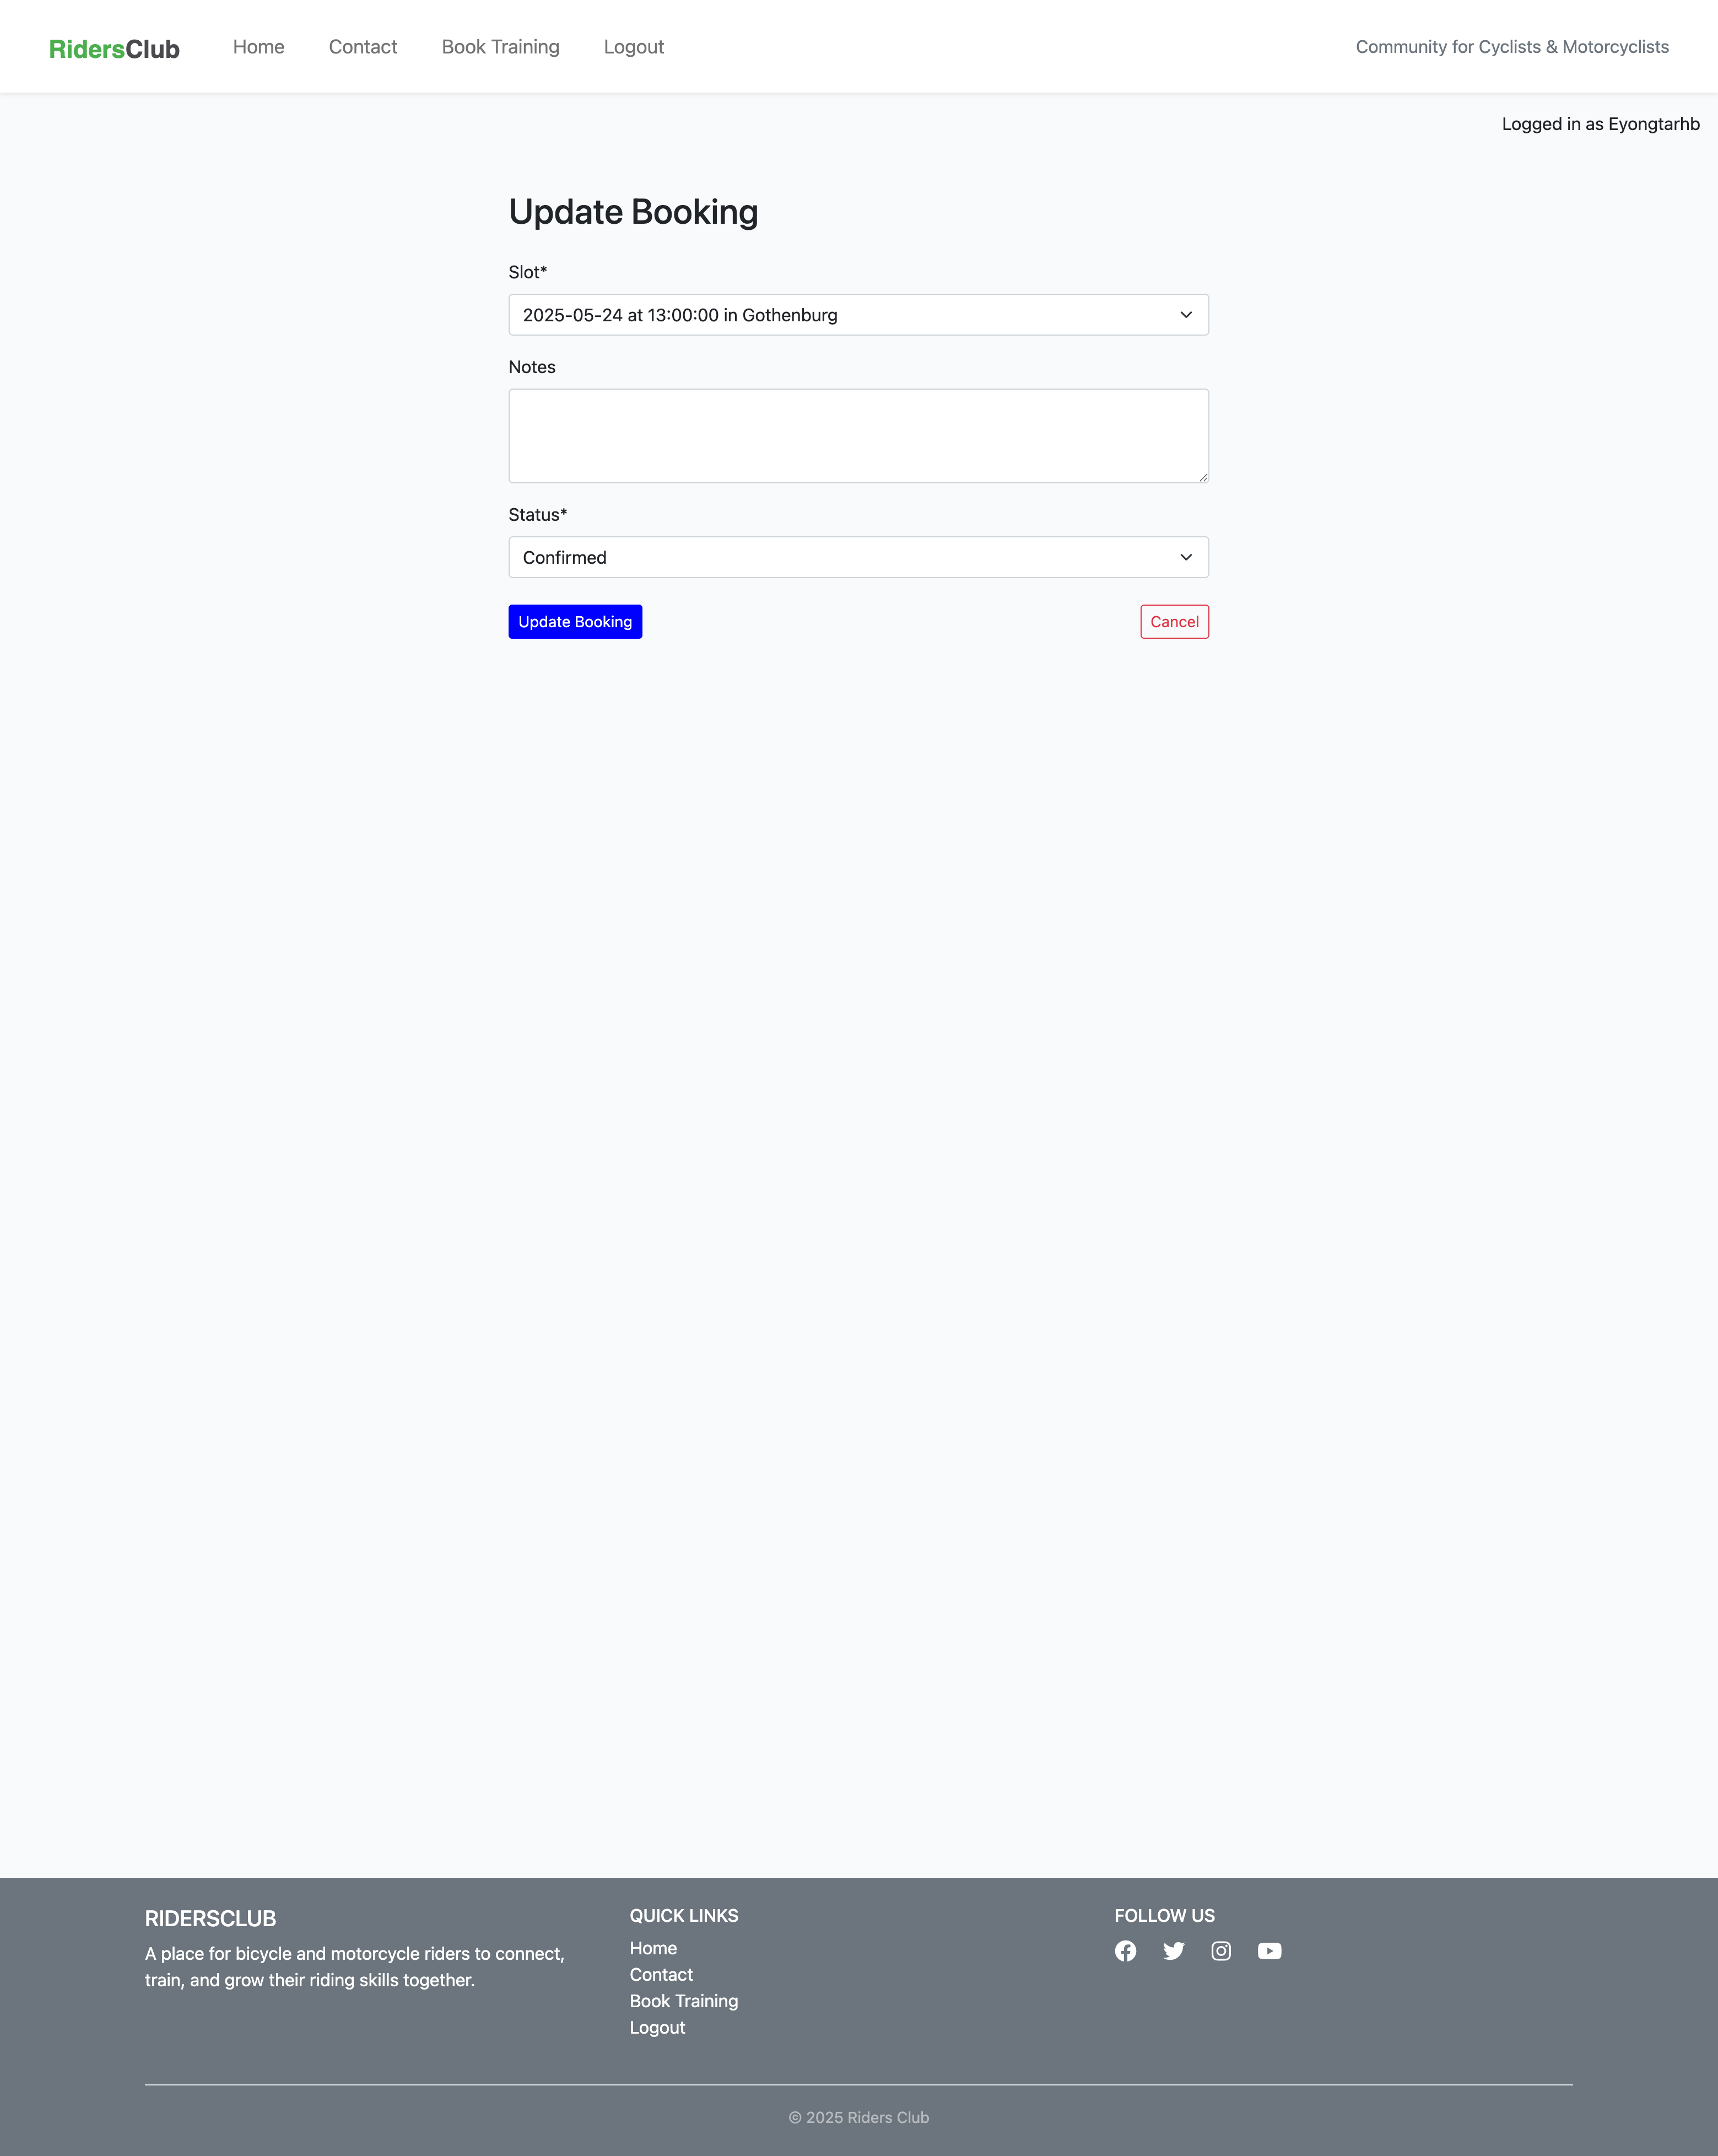 RidersClub
Home
Contact
Book Training
Logout
Community for Cyclists & Motorcyclists
Logged in as Eyongtarhb
Update Booking
Slot*
2025-05-24 at 13:00:00 in Gothenburg
Notes
Status*
Confirmed
Update Booking
Cancel
RIDERSCLUB
A place for bicycle and motorcycle riders to connect,
train, and grow their riding skills together.
QUICK LINKS
Home
Contact
Book Training
Logout
FOLLOW US
© 2025 Riders Club